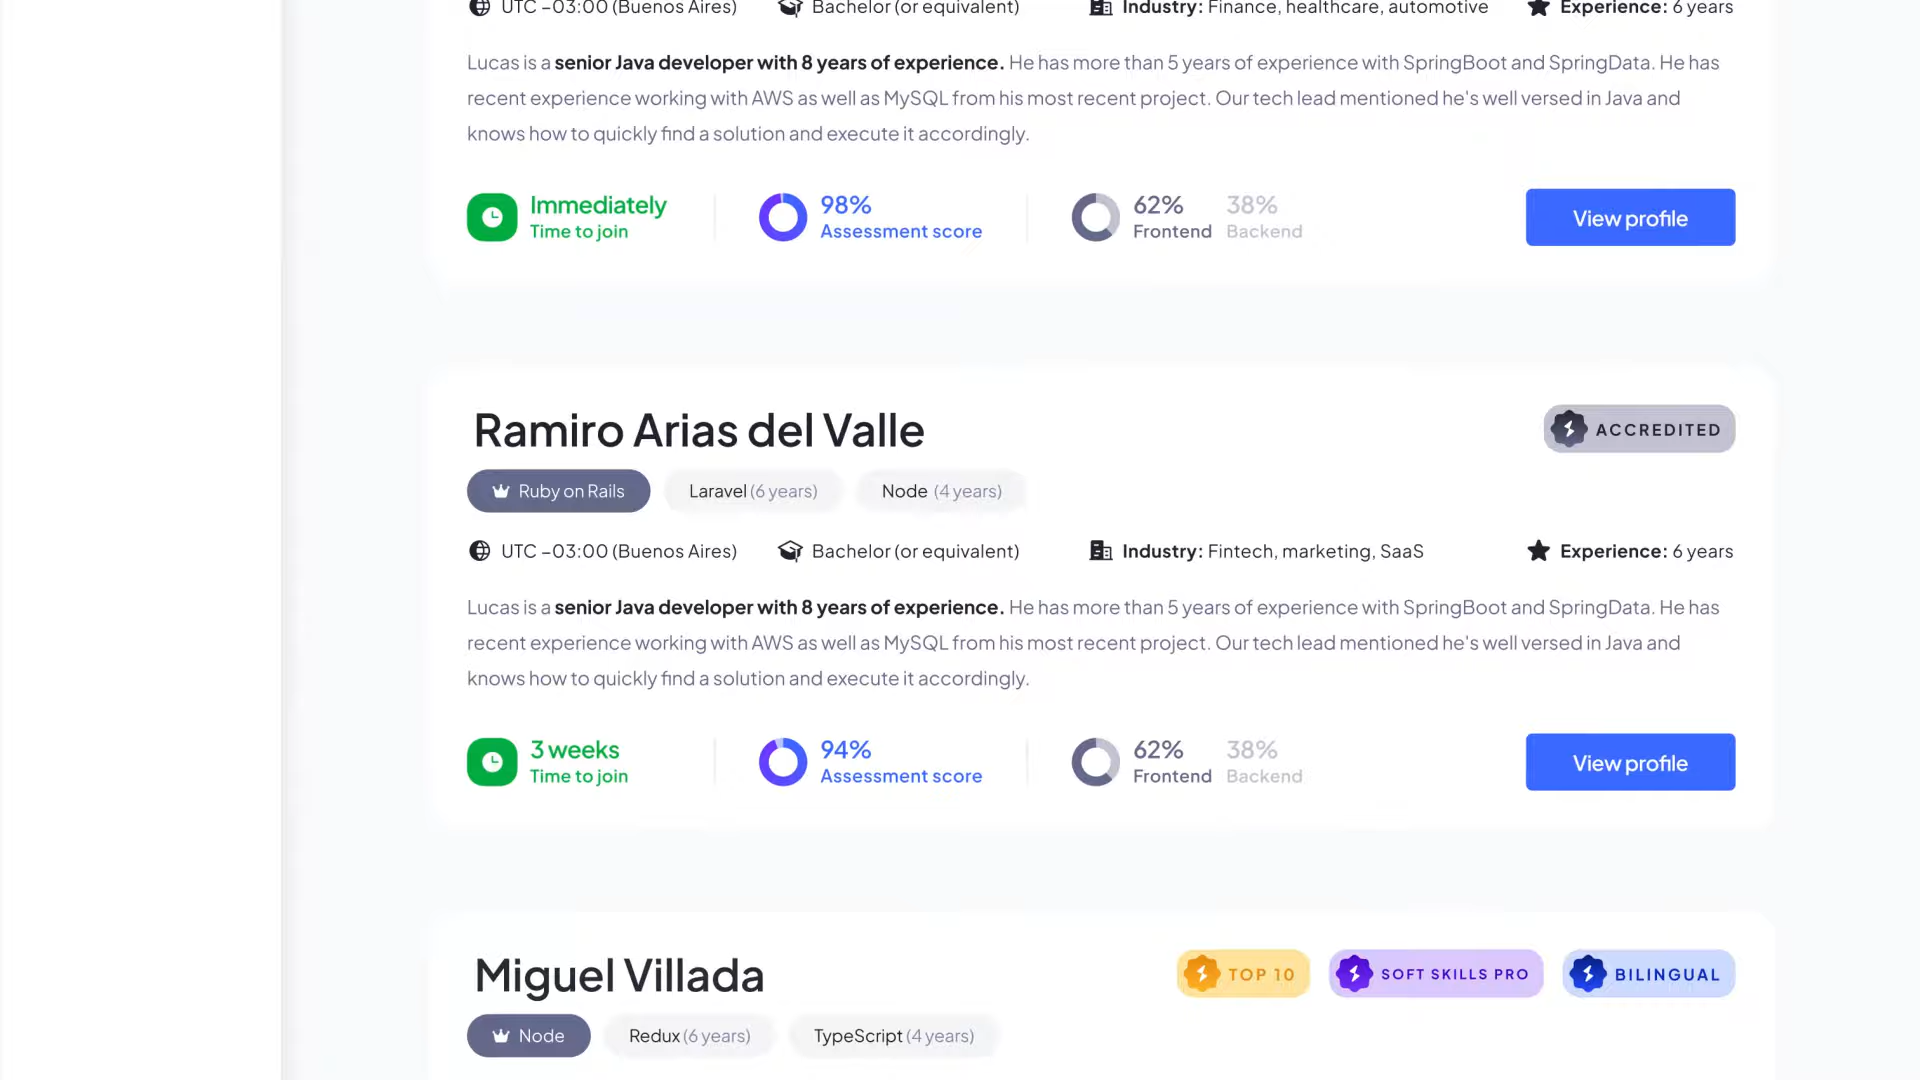 UTC –03:00 (Buenos Aires) Bachelor (or equivalent) Industry: Finance, healthcare, automotive Experience: 6 years
Lucas is a senior Java developer with 8 years of experience. He has more than 5 years of experience with SpringBoot and SpringData. He has
recent experience working with AWS as well as MySQL from his most recent project. Our tech lead mentioned he's well versed in Java and
knows how to quickly find a solution and execute it accordingly.
Immediately 98% 62% 38%
Time to join Assessment score Frontend Backend
View profile
Ramiro Arias del Valle
ACCREDITED
Ruby on Rails Laravel (6 years) Node (4 years)
UTC –03:00 (Buenos Aires) Bachelor (or equivalent) Industry: Fintech, marketing, SaaS Experience: 6 years
Lucas is a senior Java developer with 8 years of experience. He has more than 5 years of experience with SpringBoot and SpringData. He has
recent experience working with AWS as well as MySQL from his most recent project. Our tech lead mentioned he's well versed in Java and
knows how to quickly find a solution and execute it accordingly.
3 weeks 94% 62% 38%
Time to join Assessment score Frontend Backend
View profile
Miguel Villada
TOP 10 SOFT SKILLS PRO BILINGUAL
Node Redux (6 years) TypeScript (4 years)